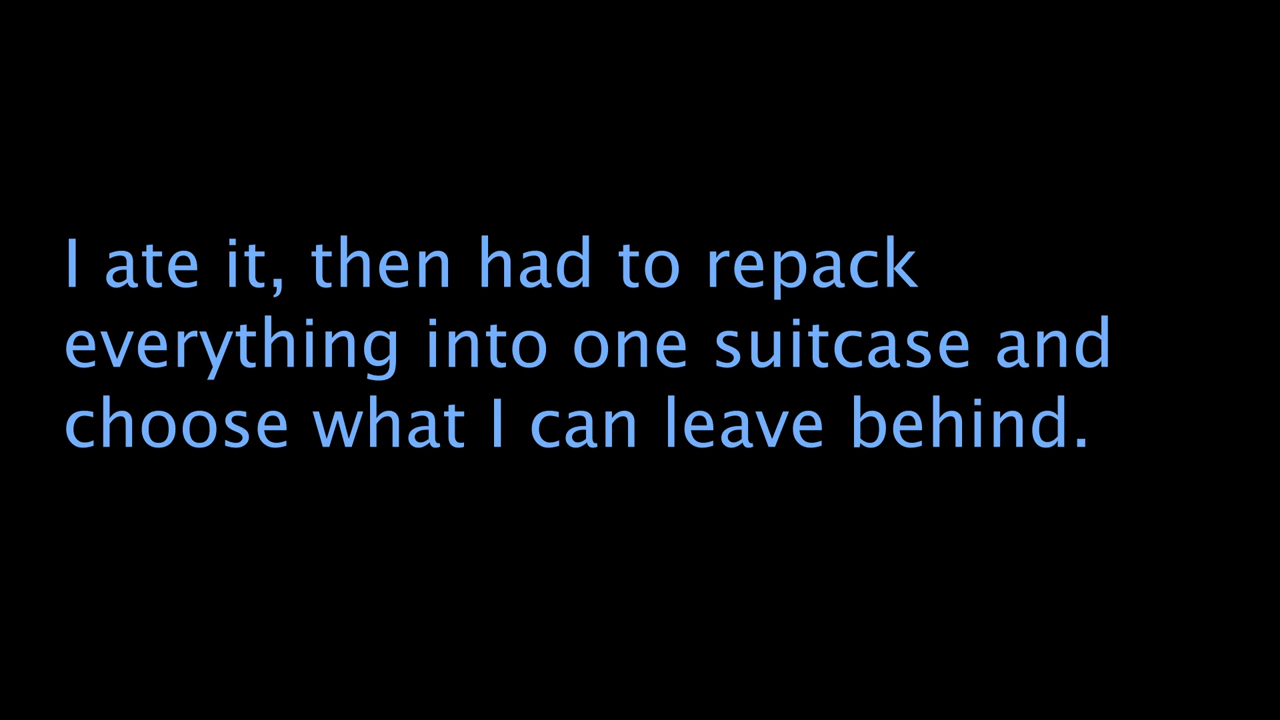 I ate it, then had to repack
everything into one suitcase and
choose what I can leave behind.